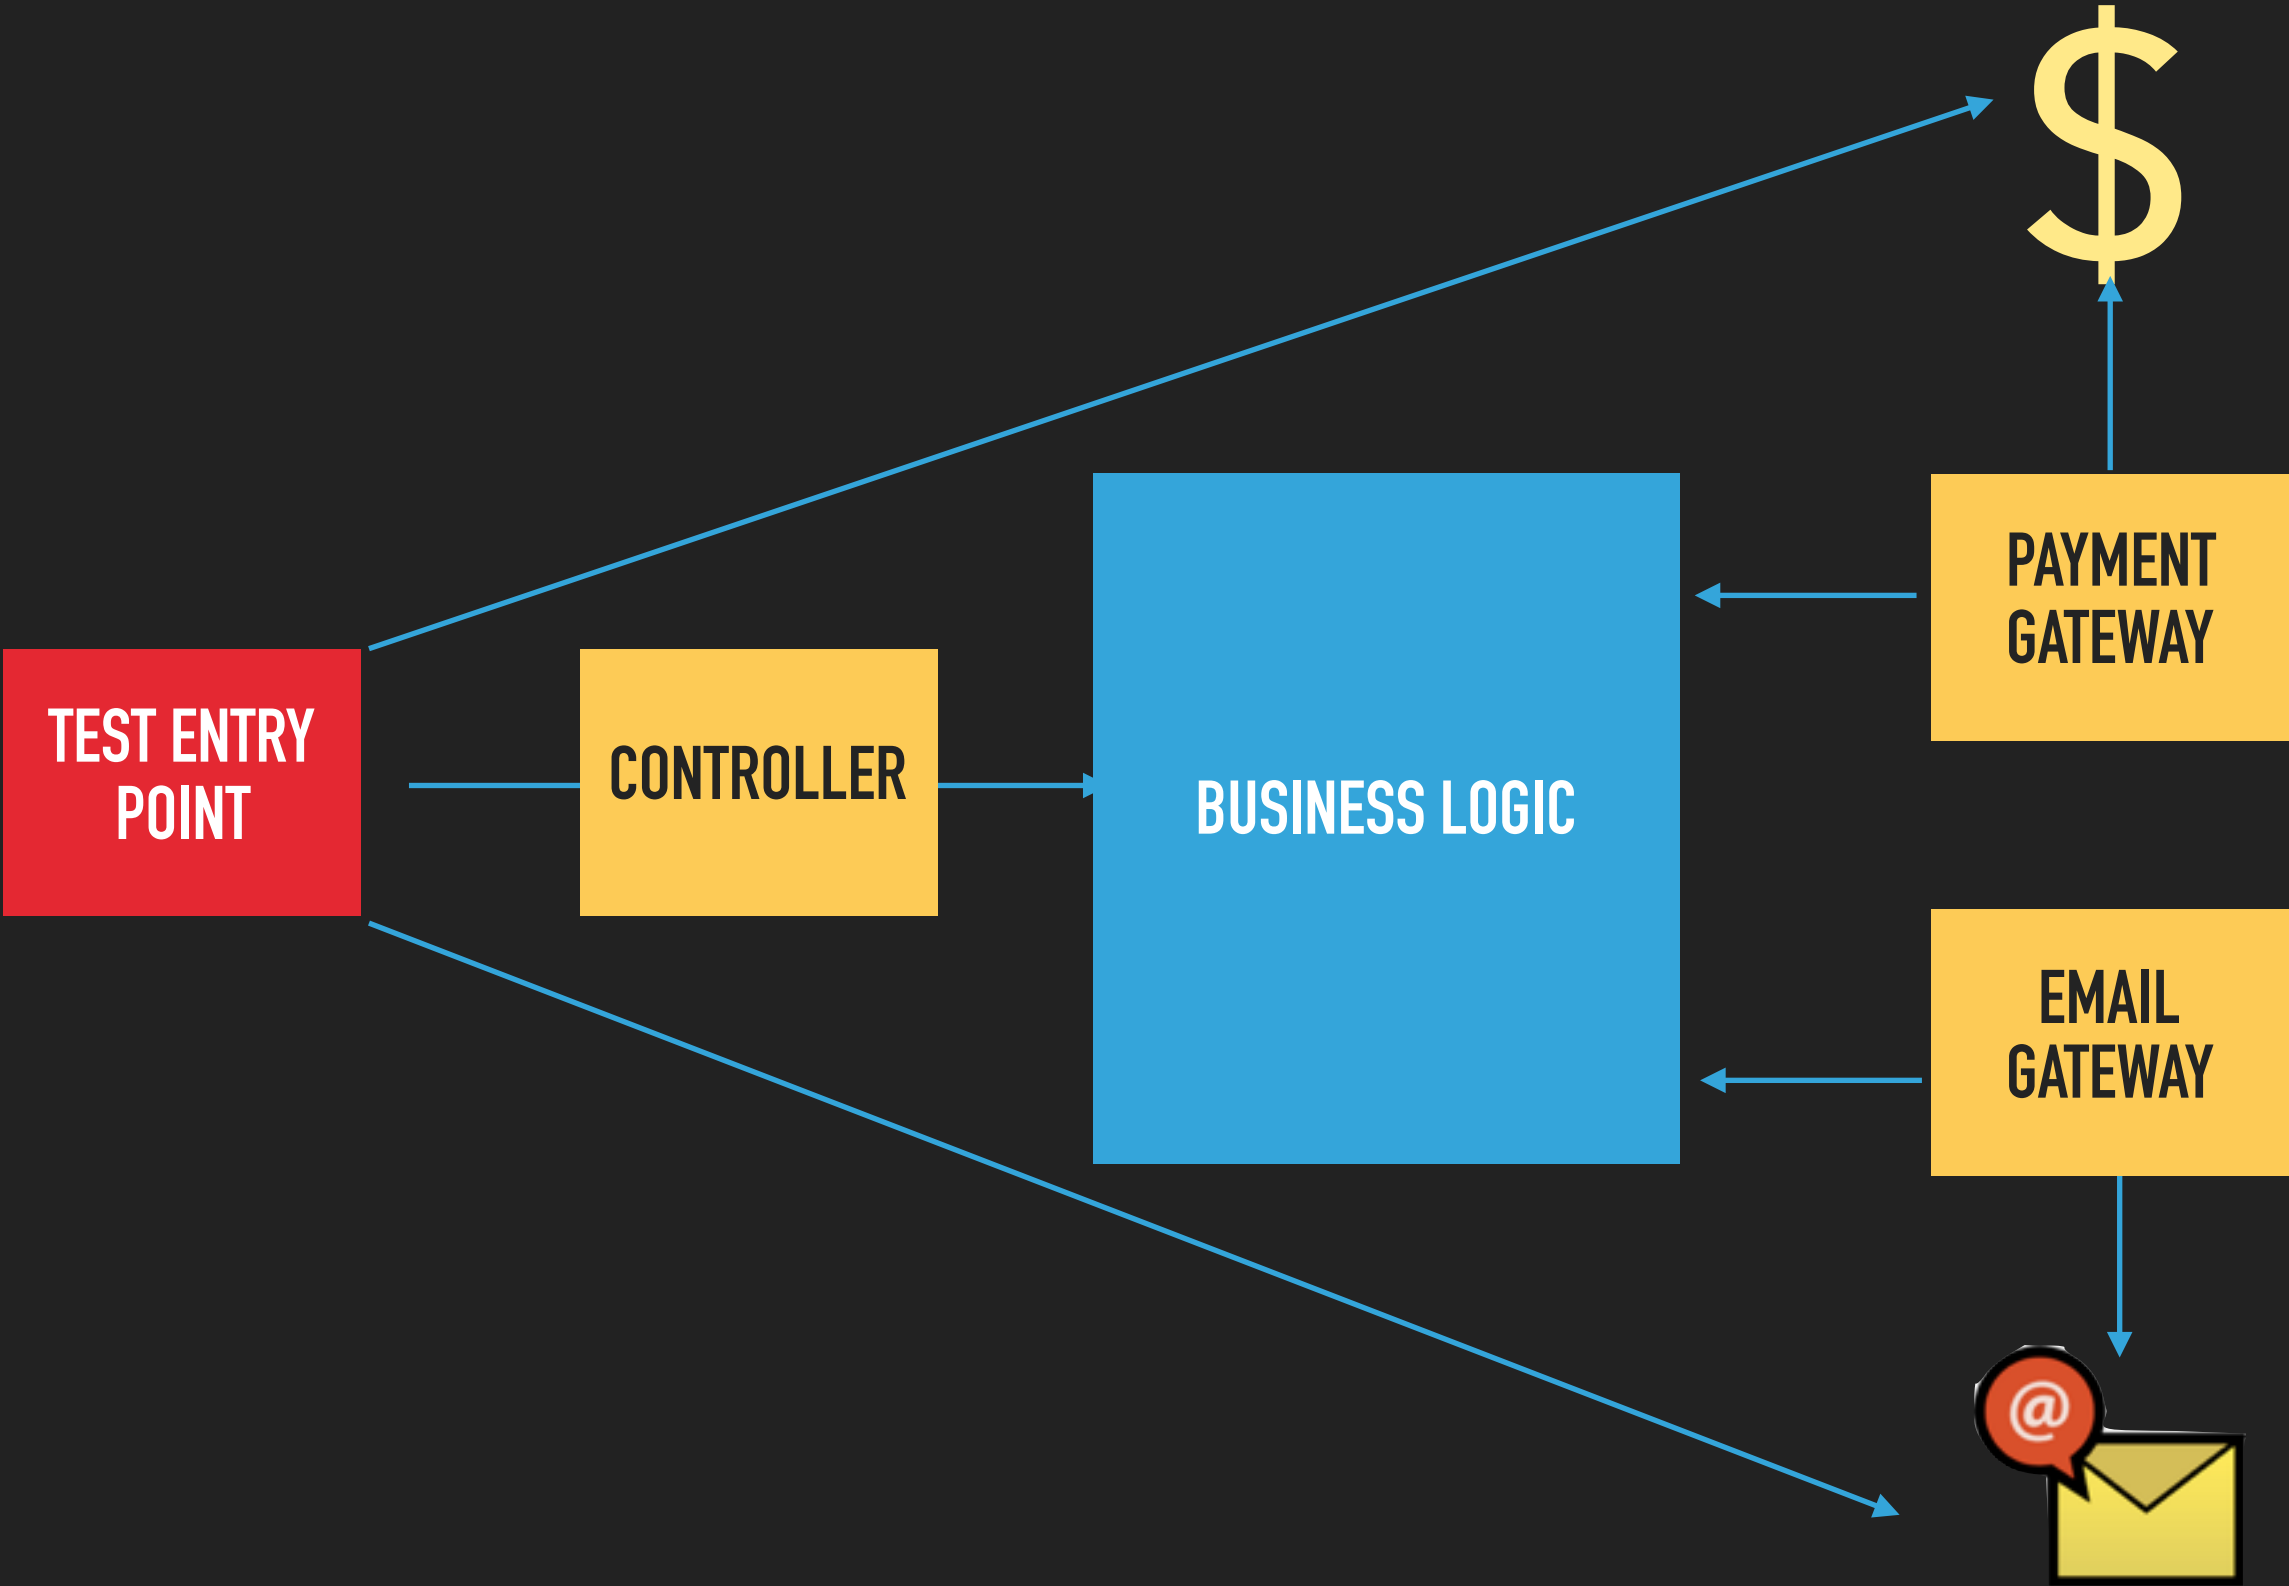 $
TEST ENTRY
POINT
CONTROLLER
BUSINESS LOGIC
PAYMENT
GATEWAY
EMAIL
GATEWAY
@